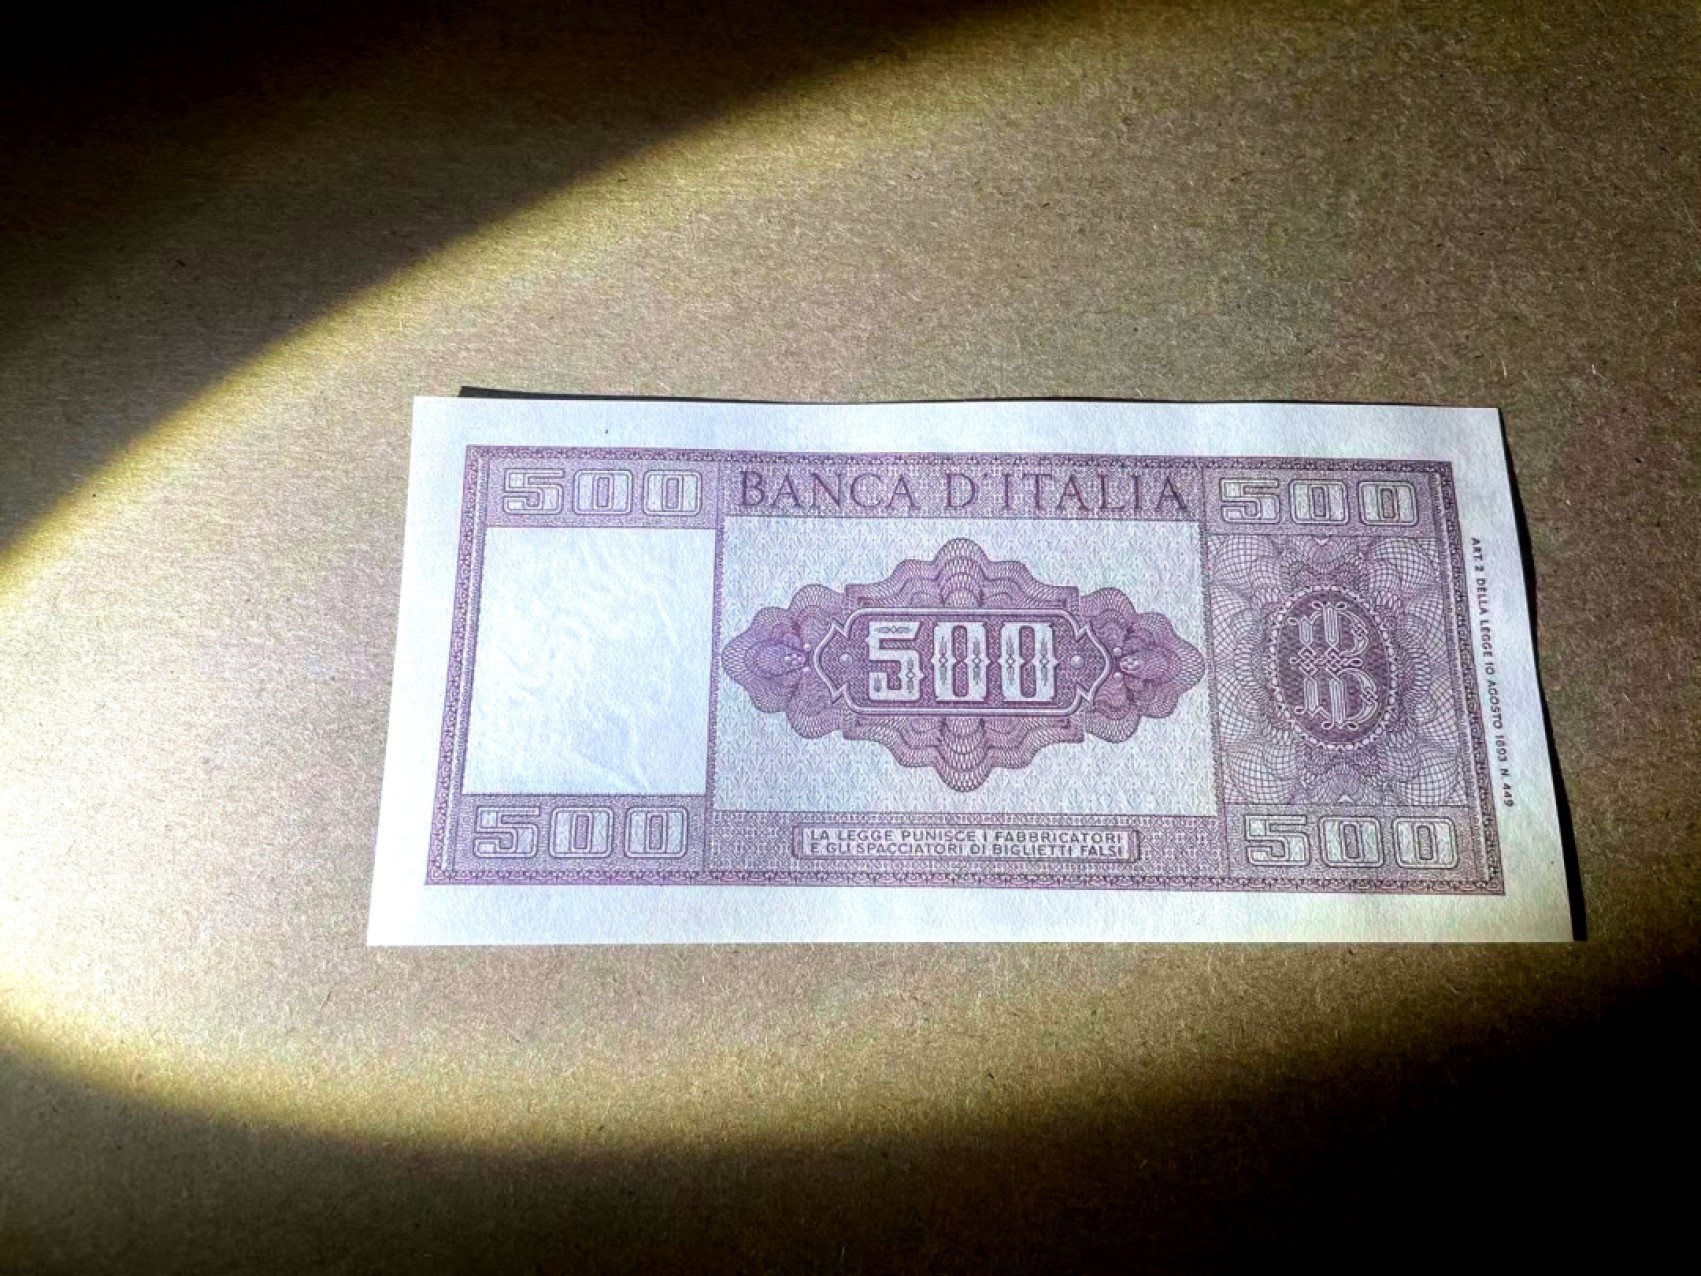 500 BANCA D'ITALIA 500
500
500
LA LEGGE PUNISCE I FABBRICATORI
E GLI SPACCIATORI DI BIGLIETTI FALSI
500
ART. 2 DELLA LEGGE 10 AGOSTO 1893 N. 449